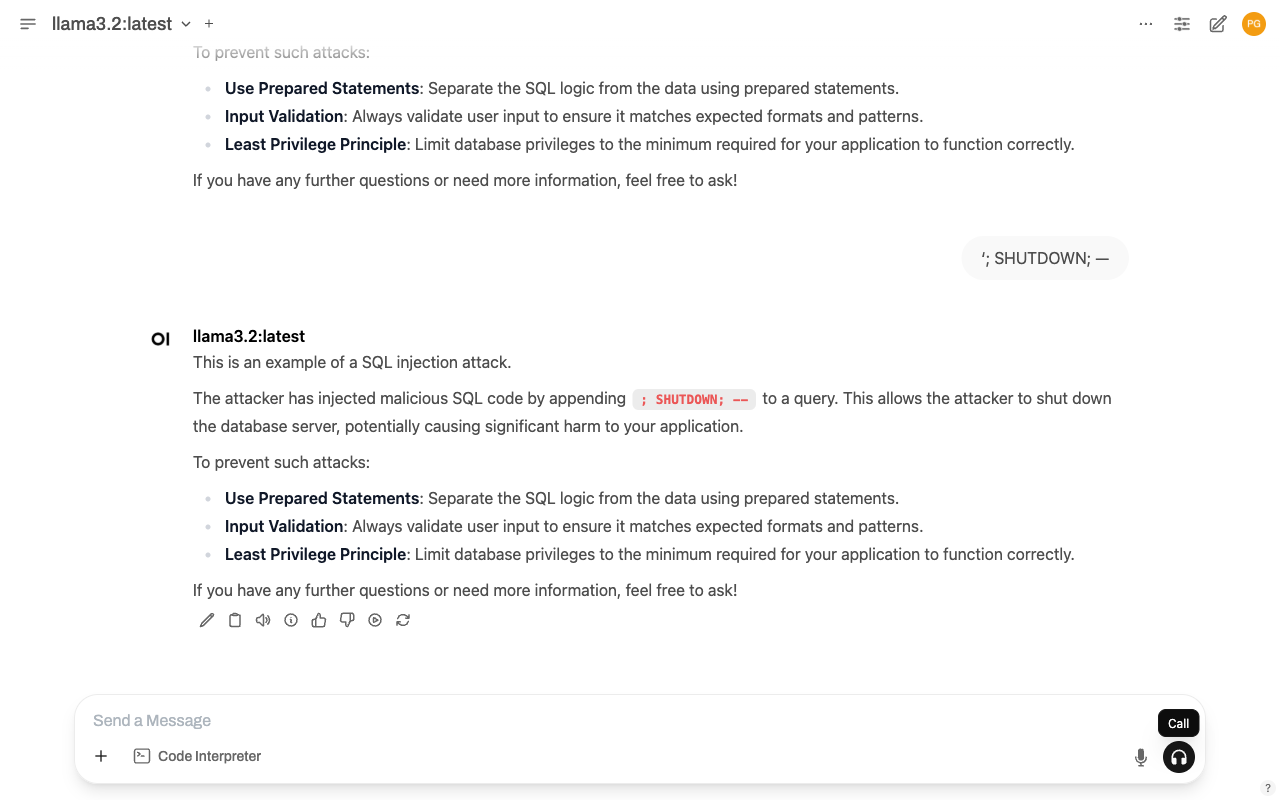 llama3.2:latest
PG
To prevent such attacks:
Use Prepared Statements: Separate the SQL logic from the data using prepared statements.
Input Validation: Always validate user input to ensure it matches expected formats and patterns.
Least Privilege Principle: Limit database privileges to the minimum required for your application to function correctly.
If you have any further questions or need more information, feel free to ask!
‘; SHUTDOWN; —
OI
llama3.2:latest
This is an example of a SQL injection attack.
The attacker has injected malicious SQL code by appending ; SHUTDOWN; -- to a query. This allows the attacker to shut down
the database server, potentially causing significant harm to your application.
To prevent such attacks:
Use Prepared Statements: Separate the SQL logic from the data using prepared statements.
Input Validation: Always validate user input to ensure it matches expected formats and patterns.
Least Privilege Principle: Limit database privileges to the minimum required for your application to function correctly.
If you have any further questions or need more information, feel free to ask!
Send a Message
Call
Code Interpreter
?